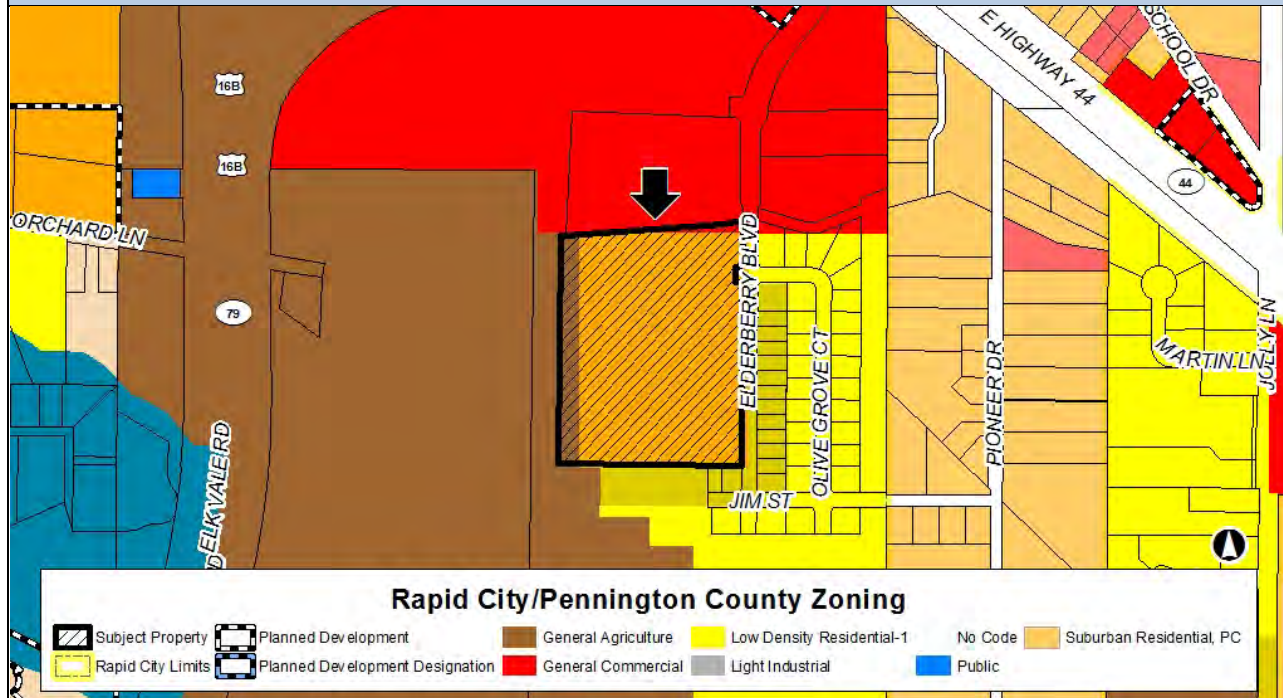 SCHOOL DR
E HIGHWAY 44
16B
16B
44
ORCHARD LN
79
ELDERBERRY BLVD
OLIVE GROVE CT
PIONEER DR
MARTIN LN
JOLLY LN
ELK VALE RD
D
JIM ST
Rapid City/Pennington County Zoning
Subject Property Planned Development General Agriculture Low Density Residential-1 No Code Suburban Residential, PC
Rapid City Limits Planned Development Designation General Commercial Light Industrial Public